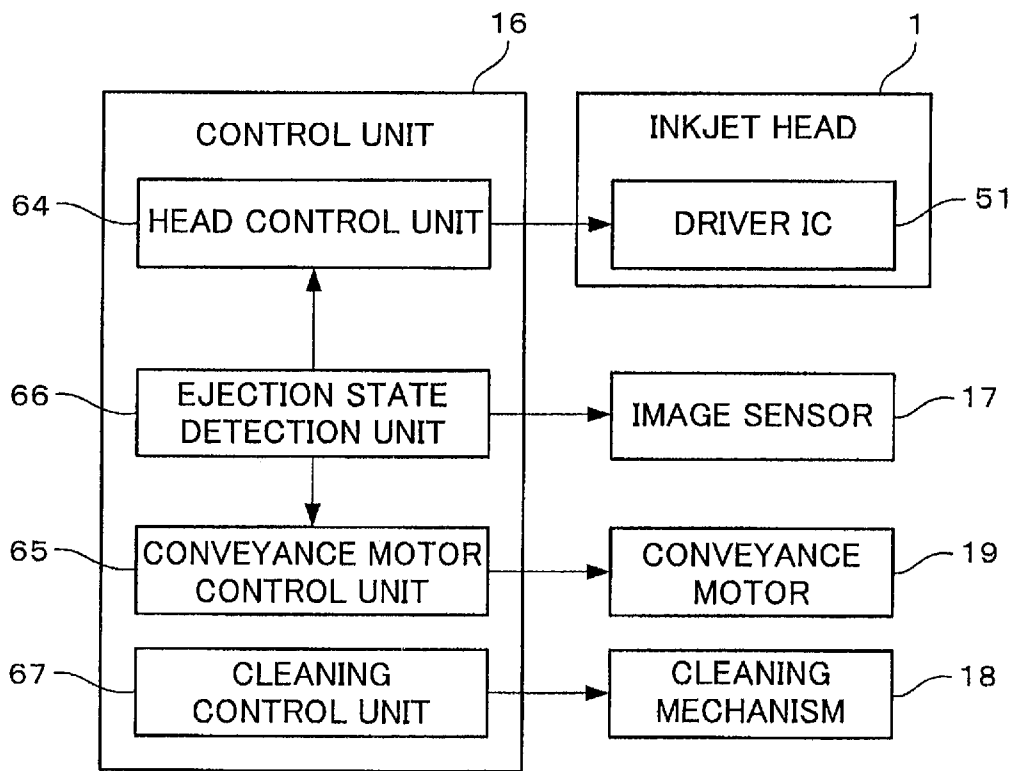 16
1
CONTROL UNIT
INKJET HEAD
64
HEAD CONTROL UNIT
DRIVER IC
51
66
EJECTION STATE
DETECTION UNIT
IMAGE SENSOR
17
65
CONVEYANCE MOTOR
CONTROL UNIT
CONVEYANCE
MOTOR
19
67
CLEANING
CONTROL UNIT
CLEANING
MECHANISM
18